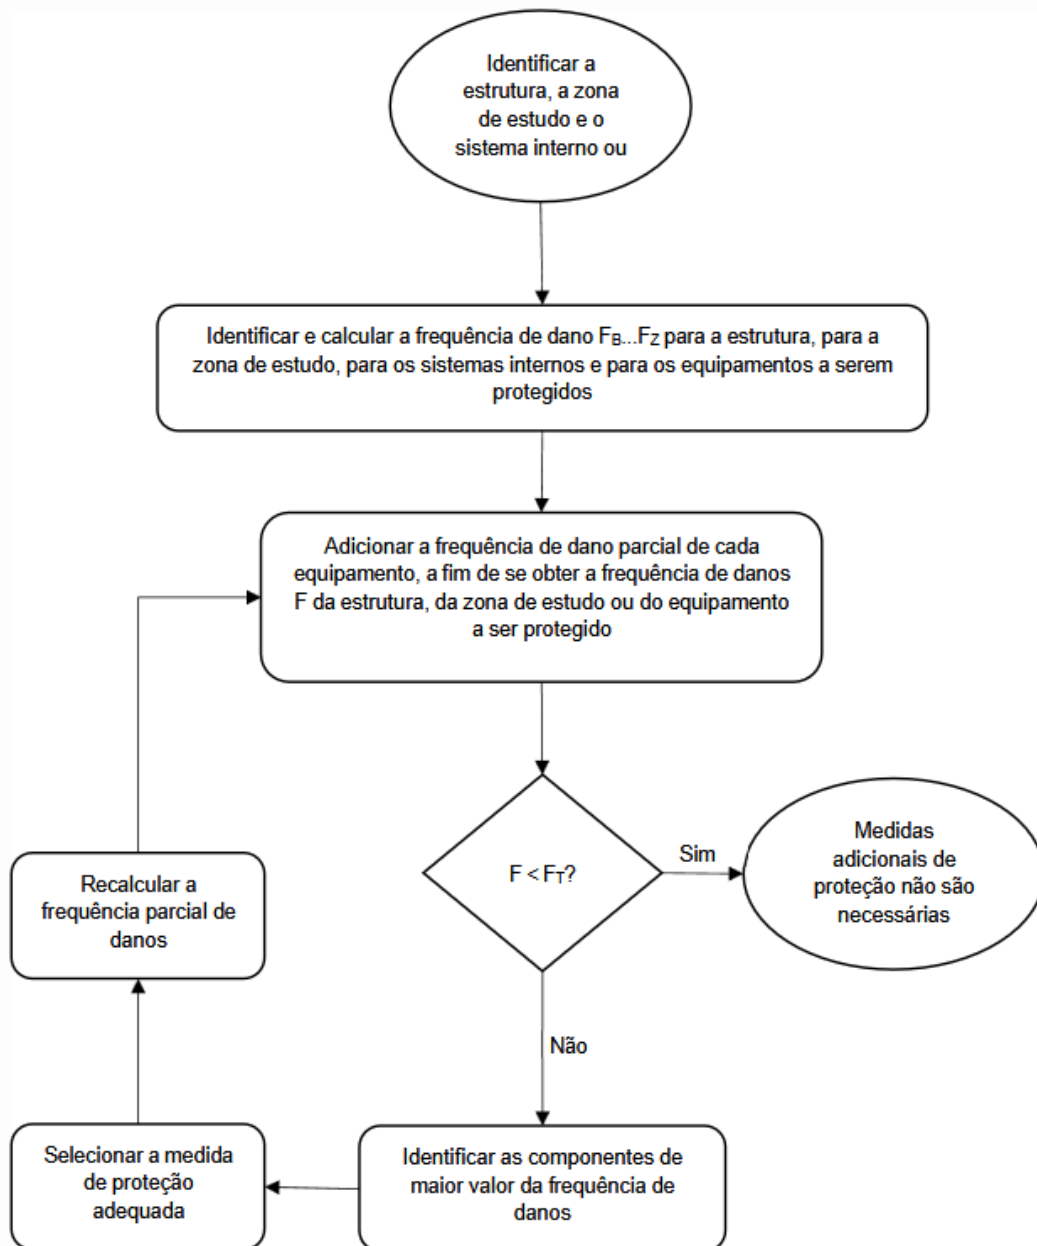 Identificar a
estrutura, a zona
de estudo e o
sistema interno ou
Identificar e calcular a frequência de dano FB...FZ para a estrutura, para a
zona de estudo, para os sistemas internos e para os equipamentos a serem
protegidos
Adicionar a frequência de dano parcial de cada
equipamento, a fim de se obter a frequência de danos
F da estrutura, da zona de estudo ou do equipamento
a ser protegido
F < FT?
Sim
Medidas
adicionais de
proteção não são
necessárias
Não
Identificar as componentes de
maior valor da frequência de
danos
Selecionar a medida
de proteção
adequada
Recalcular a
frequência parcial de
danos